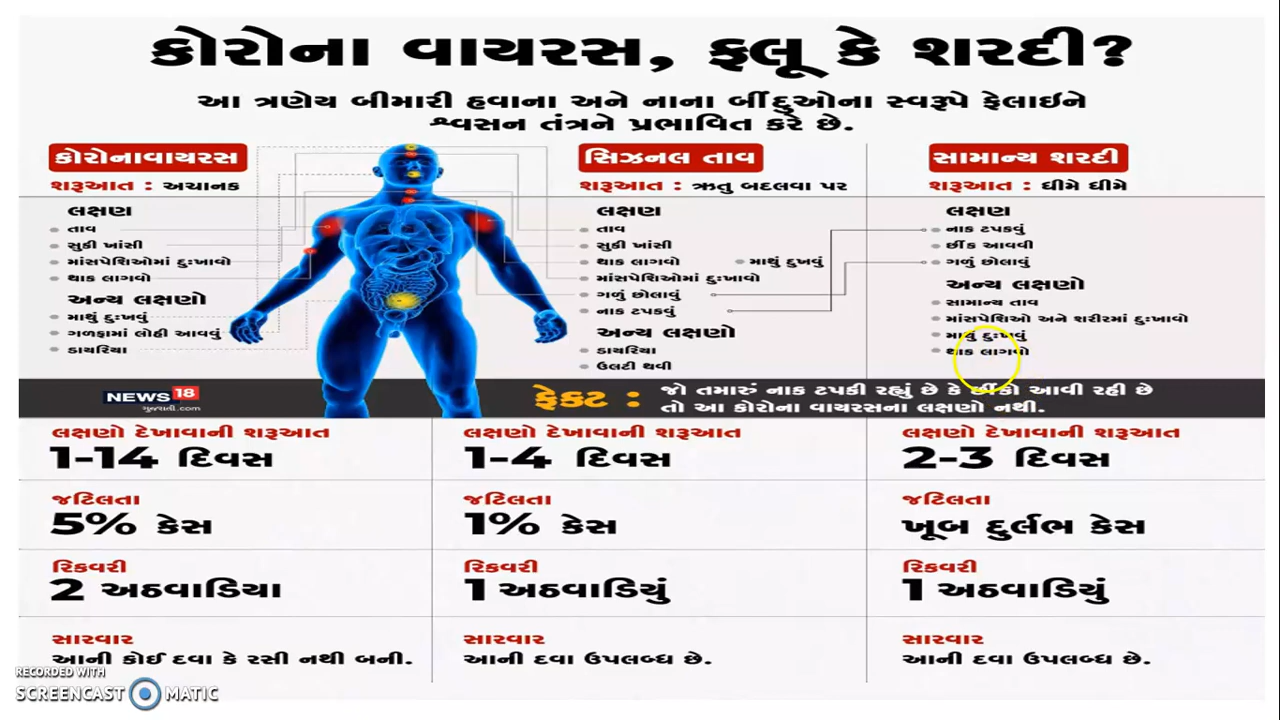 કોરોના વાયરસ, ફ્લૂ કે શરદી?
આ ત્રણેય બીમારી હવાના અને નાના બીંદુઓના સ્વરૂપે ફેલાઇને
શ્વસન તંત્રને પ્રભાવિત કરે છે.
કોરોનાવાયરસ
શરૂઆત : અચાનક
લક્ષણ
તાવ
સુકી ખાંસી
માંસપેશિઓમાં દુઃખાવો
થાક લાગવો
અન્ય લક્ષણો
માથું દુઃખવું
ગળફામાં લોહી આવવું
ડાયરિયા
સિઝનલ તાવ
શરૂઆત : ઋતુ બદલવા પર
લક્ષણ
તાવ
સુકી ખાંસી
થાક લાગવો
માથું દુખવું
માંસપેશિઓમાં દુઃખાવો
ગળું છોલાવું
નાક ટપકવું
અન્ય લક્ષણો
ડાયરિયા
ઉલટી થવી
સામાન્ય શરદી
શરૂઆત : ધીમે ધીમે
લક્ષણ
નાક ટપકવું
છીંક આવવી
ગળું છોલાવું
અન્ય લક્ષણો
સામાન્ય તાવ
માંસપેશિઓ અને શરીરમાં દુઃખાવો
માથું દુઃખવું
થાક લાગવો
NEWS 18
ગુજરાતી.com
ફેક્ટ : જો તમારું નાક ટપકી રહ્યું છે કે છીંકો આવી રહી છે
તો આ કોરોના વાયરસના લક્ષણો નથી.
લક્ષણો દેખાવાની શરૂઆત
1-14 દિવસ
જટિલતા
5% કેસ
રિકવરી
2 અઠવાડિયા
સારવાર
આની કોઈ દવા કે રસી નથી બની.
લક્ષણો દેખાવાની શરૂઆત
1-4 દિવસ
જટિલતા
1% કેસ
રિકવરી
1 અઠવાડિયું
સારવાર
આની દવા ઉપલબ્ધ છે.
લક્ષણો દેખાવાની શરૂઆત
2-3 દિવસ
જટિલતા
ખૂબ દુર્લભ કેસ
રિકવરી
1 અઠવાડિયું
સારવાર
આની દવા ઉપલબ્ધ છે.
RECORDED WITH
SCREENCAST MATIC